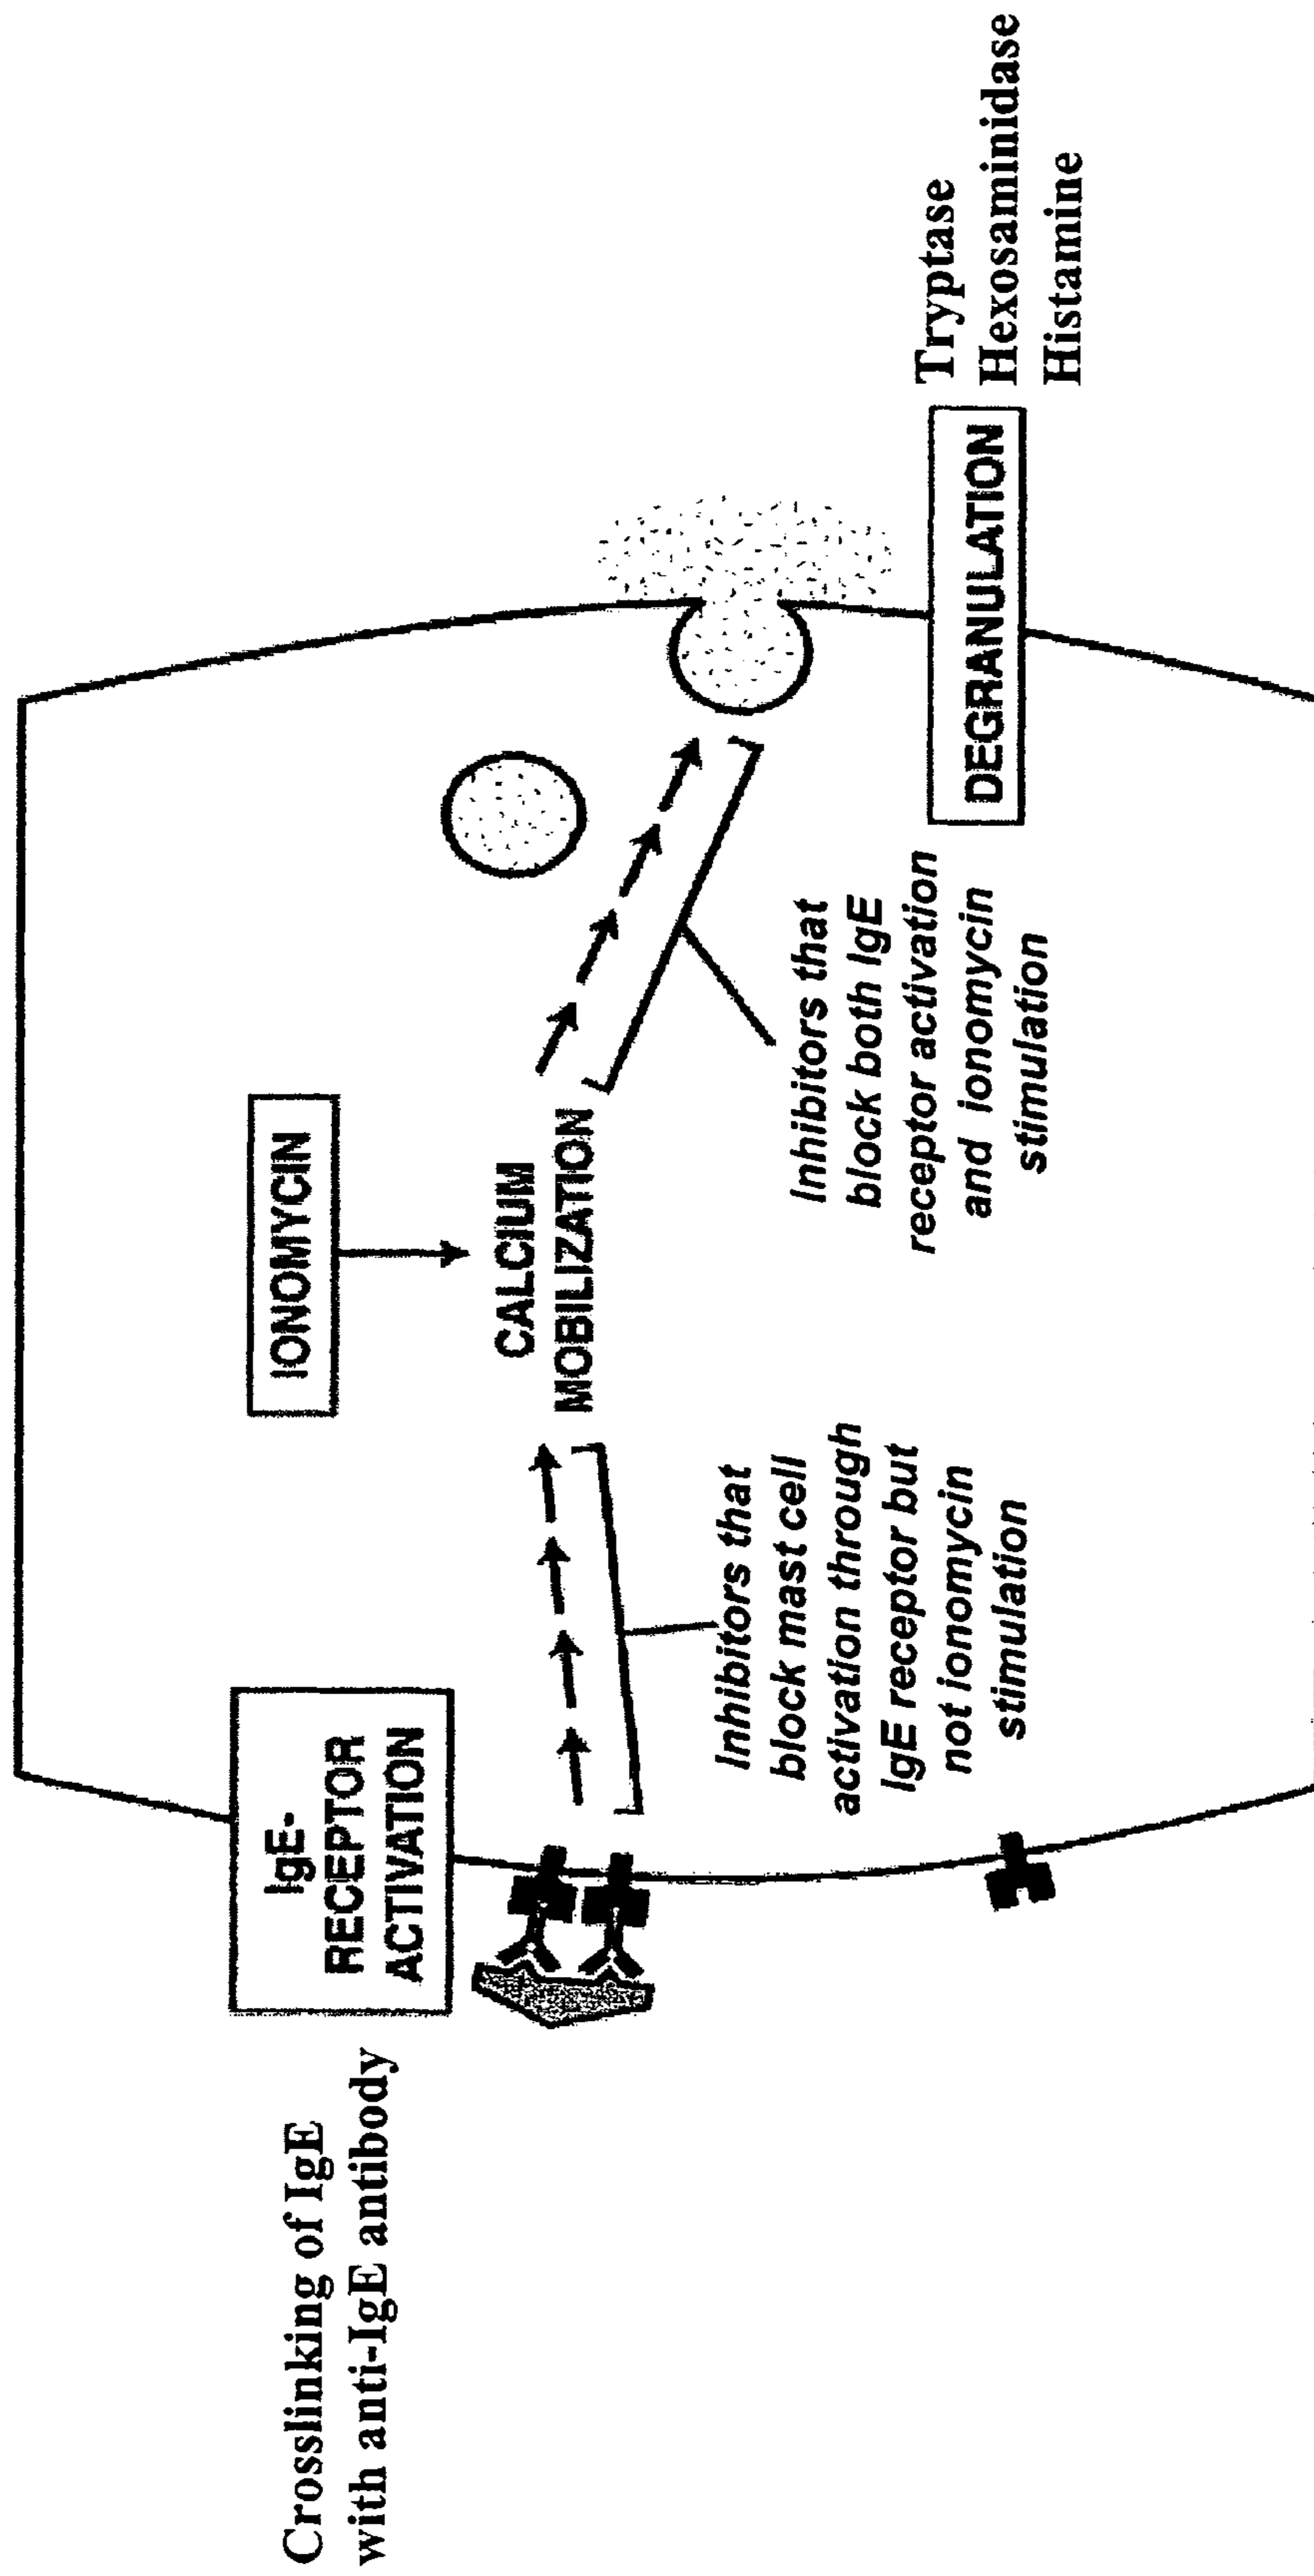 Crosslinking of IgE
with anti-IgE antibody
IgE-
RECEPTOR
ACTIVATION
IONOMYCIN
CALCIUM
MOBILIZATION
Inhibitors that
block mast cell
activation through
IgE receptor but
not ionomycin
stimulation
Inhibitors that
block both IgE
receptor activation
and ionomycin
stimulation
DEGRANULATION
Tryptase
Hexosaminidase
Histamine